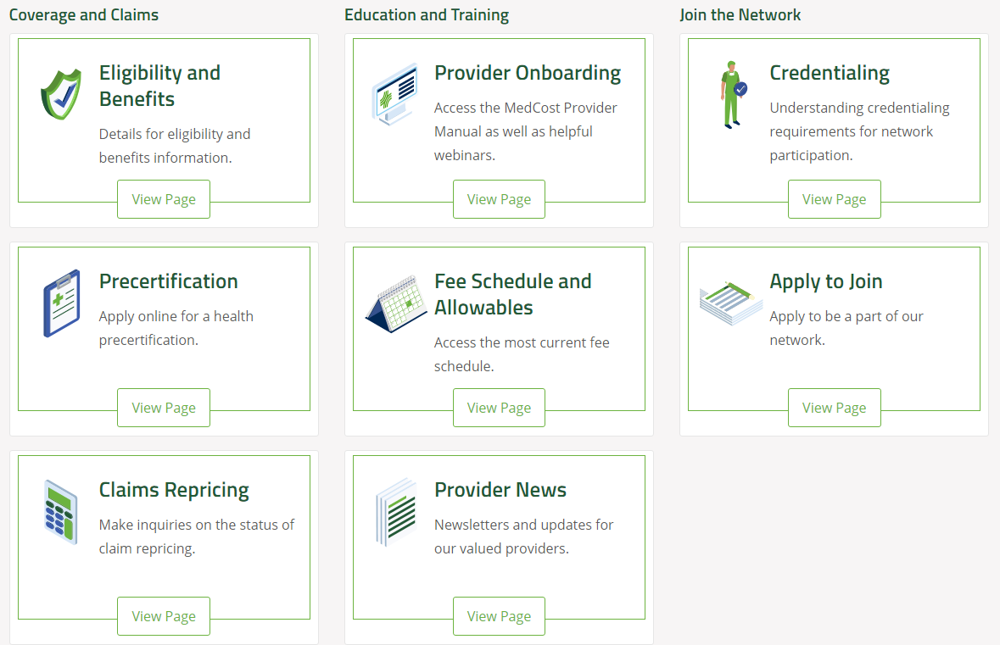 Coverage and Claims
Eligibility and
Benefits
Details for eligibility and
benefits information.
View Page
Precertification
Apply online for a health
precertification.
View Page
Claims Repricing
Make inquiries on the status of
claim repricing.
View Page
Education and Training
Provider Onboarding
Access the MedCost Provider
Manual as well as helpful
webinars.
View Page
Fee Schedule and
Allowables
Access the most current fee
schedule.
View Page
Provider News
Newsletters and updates for
our valued providers.
View Page
Join the Network
Credentialing
Understanding credentialing
requirements for network
participation.
View Page
Apply to Join
Apply to be a part of our
network.
View Page